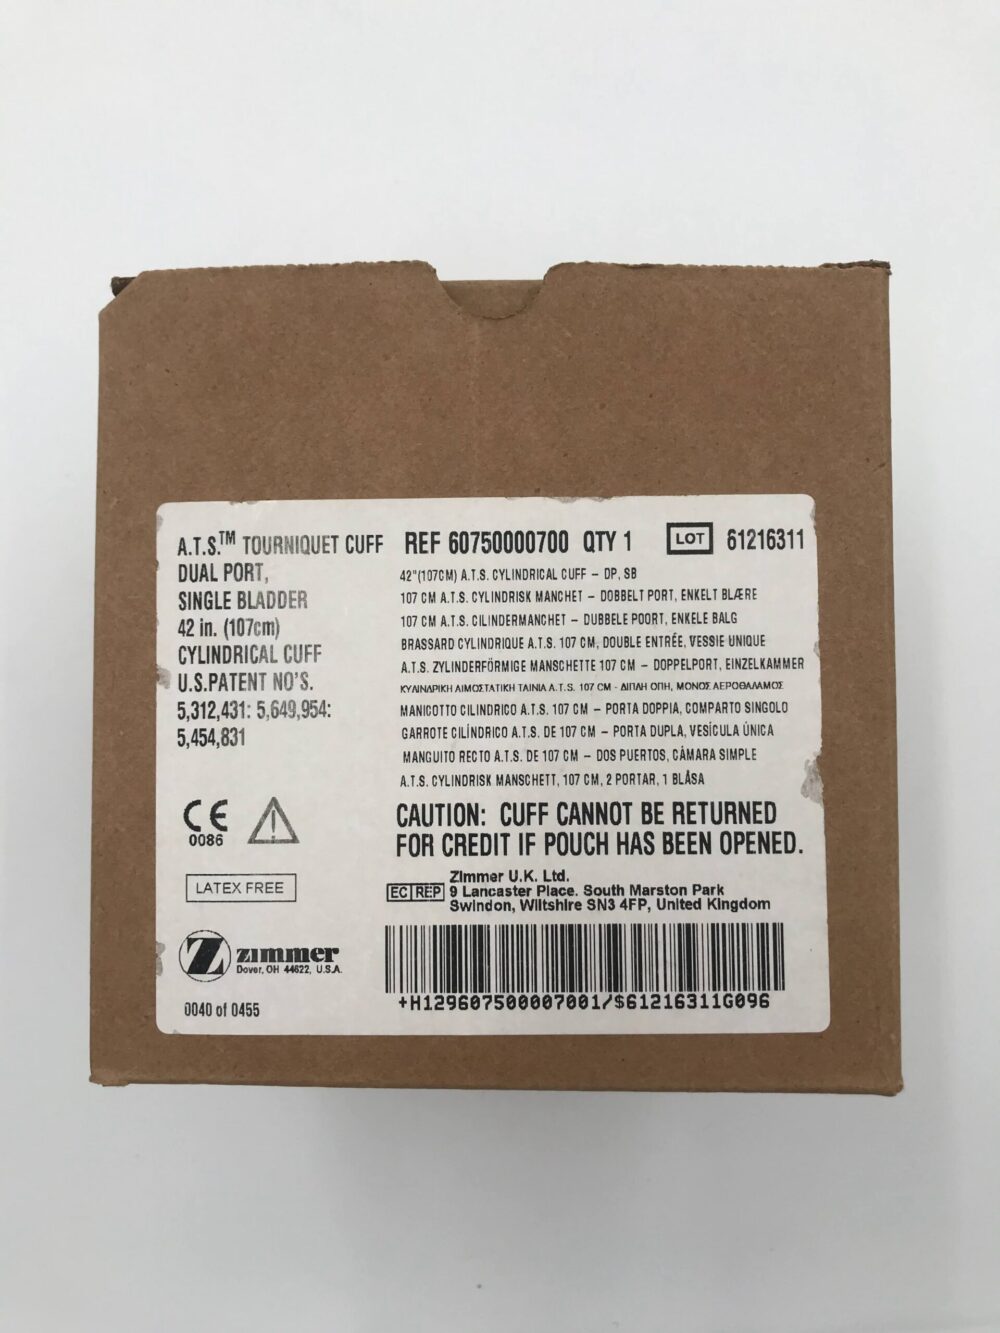 A.T.S.™ TOURNIQUET CUFF
DUAL PORT,
SINGLE BLADDER
42 in. (107cm)
CYLINDRICAL CUFF
U.S.PATENT NO'S.
5,312,431: 5,649,954:
5,454,831
REF 60750000700 QTY 1
LOT 61216311
42"(107CM) A.T.S. CYLINDRICAL CUFF – DP, SB
107 CM A.T.S. CYLINDRISK MANCHET – DOBBELT PORT, ENKELT BLÆRE
107 CM A.T.S. CILINDERMANCHET – DUBBELE POORT, ENKELE BALG
BRASSARD CYLINDRIQUE A.T.S. 107 CM, DOUBLE ENTRÉE, VESSIE UNIQUE
A.T.S. ZYLINDERFÖRMIGE MANSCHETTE 107 CM – DOPPELPORT, EINZELKAMMER
ΚΥΛΙΝΔΡΙΚΗ ΑΙΜΟΣΤΑΤΙΚΗ ΤΑΙΝΙΑ A.T.S. 107 CM - ΔΙΠΛΗ ΟΠΗ, ΜΟΝΟΣ ΑΕΡΟΘΑΛΑΜΟΣ
MANICOTTO CILINDRICO A.T.S. 107 CM – PORTA DOPPIA, COMPARTO SINGOLO
GARROTE CILÍNDRICO A.T.S. DE 107 CM – PORTA DUPLA, VESÍCULA ÚNICA
MANGUITO RECTO A.T.S. DE 107 CM – DOS PUERTOS, CÁMARA SIMPLE
A.T.S. CYLINDRISK MANSCHETT, 107 CM, 2 PORTAR, 1 BLÅSA
CAUTION: CUFF CANNOT BE RETURNED
FOR CREDIT IF POUCH HAS BEEN OPENED.
CE
0086
LATEX FREE
EC REP
Zimmer U.K. Ltd.
9 Lancaster Place. South Marston Park
Swindon, Wiltshire SN3 4FP, United Kingdom
Z zimmer
Dover, OH 44622, U.S.A.
0040 of 0455
+H129607500007001/$61216311G096